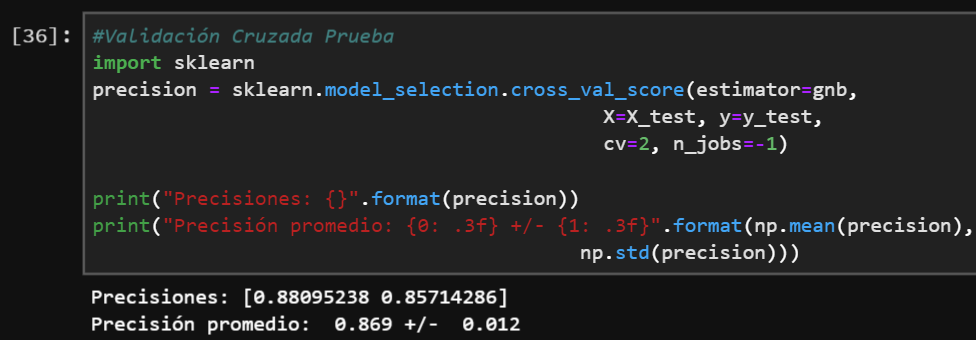 [36]: #Validación Cruzada Prueba
import sklearn
precision = sklearn.model_selection.cross_val_score(estimator=gnb,
X=X_test, y=y_test,
cv=2, n_jobs=-1)
print("Precisiones: {}".format(precision))
print("Precisión promedio: {0: .3f} +/- {1: .3f}".format(np.mean(precision),
np.std(precision)))
Precisiones: [0.88095238 0.85714286]
Precisión promedio:  0.869 +/-  0.012